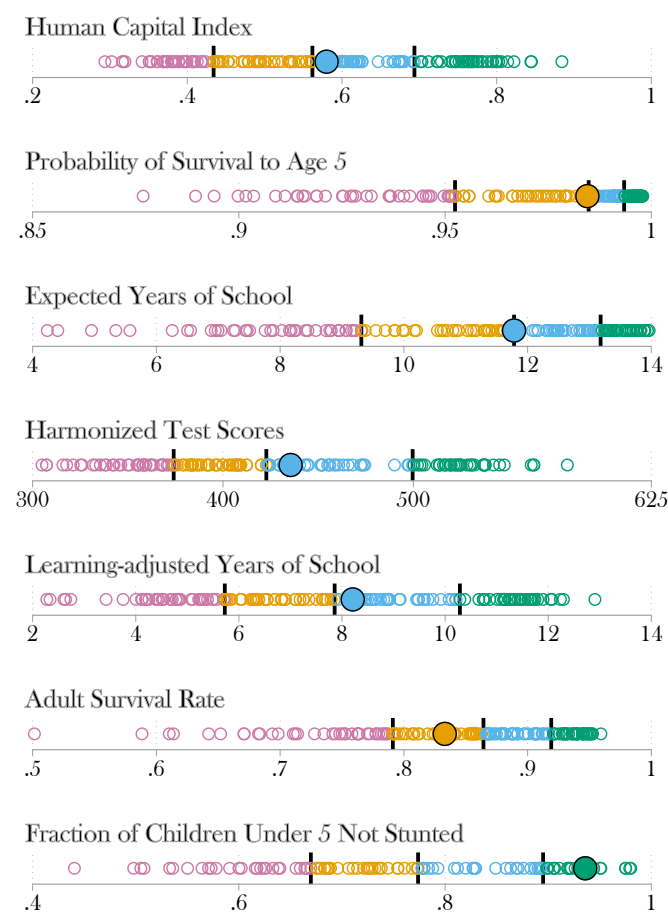 Human Capital Index
.2 .4 .6 .8 1
Probability of Survival to Age 5
.85 .9 .95 1
Expected Years of School
4 6 8 10 12 14
Harmonized Test Scores
300 400 500 625
Learning-adjusted Years of School
2 4 6 8 10 12 14
Adult Survival Rate
.5 .6 .7 .8 .9 1
Fraction of Children Under 5 Not Stunted
.4 .6 .8 1